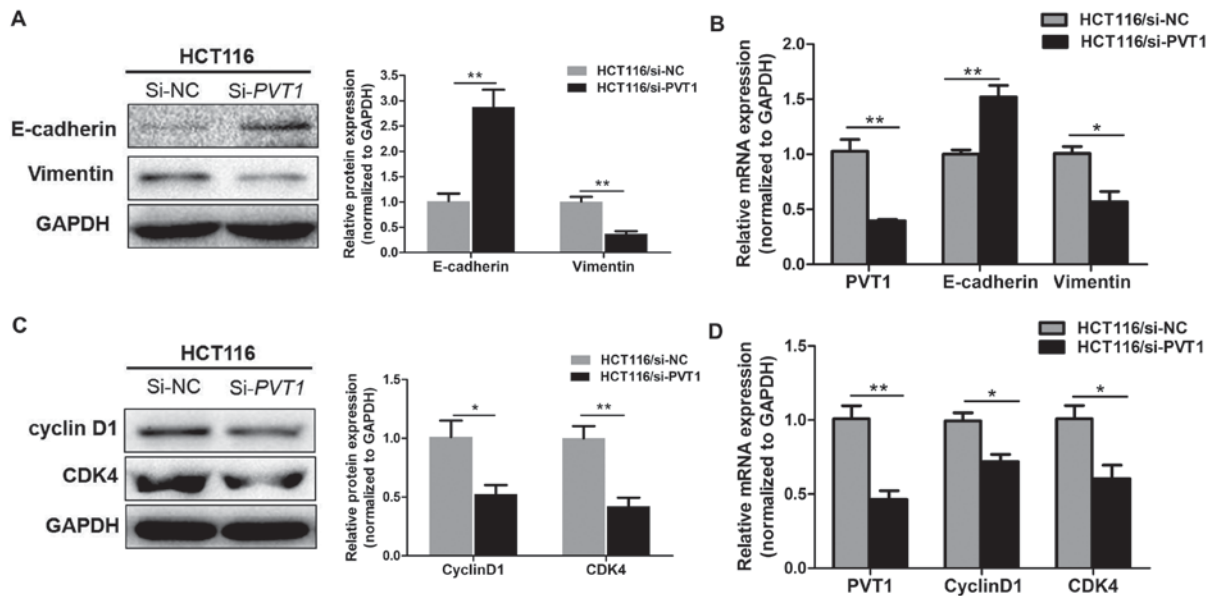 A
HCT116
Si-NC Si-PVT1
E-cadherin
Vimentin
GAPDH
Relative protein expression
(normalized to GAPDH)
3.5
3.0
2.5
2.0
1.5
1.0
0.5
0.0
** **
E-cadherin Vimentin
HCT116/si-NC
HCT116/si-PVT1
B
HCT116/si-NC
HCT116/si-PVT1
Relative mRNA expression
(normalized to GAPDH)
2.0
1.5
1.0
0.5
0.0
** ** *
PVT1 E-cadherin Vimentin
C
HCT116
Si-NC Si-PVT1
cyclin D1
CDK4
GAPDH
Relative protein expression
(normalized to GAPDH)
1.5
1.0
0.5
0.0
* **
CyclinD1 CDK4
HCT116/si-NC
HCT116/si-PVT1
D
HCT116/si-NC
HCT116/si-PVT1
Relative mRNA expression
(normalized to GAPDH)
1.5
1.0
0.5
0.0
** * *
PVT1 CyclinD1 CDK4